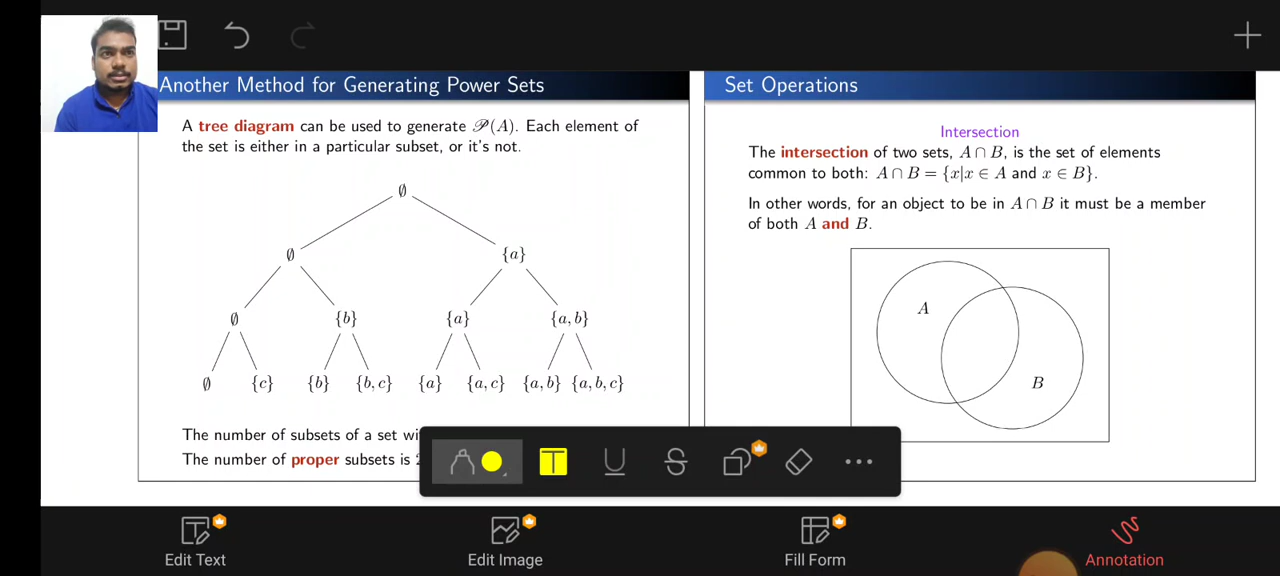 Another Method for Generating Power Sets
A tree diagram can be used to generate 𝒫(A). Each element of
the set is either in a particular subset, or it's not.
∅
∅ {a}
∅ {b} {a} {a, b}
∅ {c} {b} {b, c} {a} {a, c} {a, b} {a, b, c}
The number of subsets of a set
The number of proper subsets is
Set Operations
Intersection
The intersection of two sets, A ∩ B, is the set of elements
common to both: A ∩ B = {x|x ∈ A and x ∈ B}.
In other words, for an object to be in A ∩ B it must be a member
of both A and B.
A
B
T U S
Edit Text Edit Image Fill Form Annotation